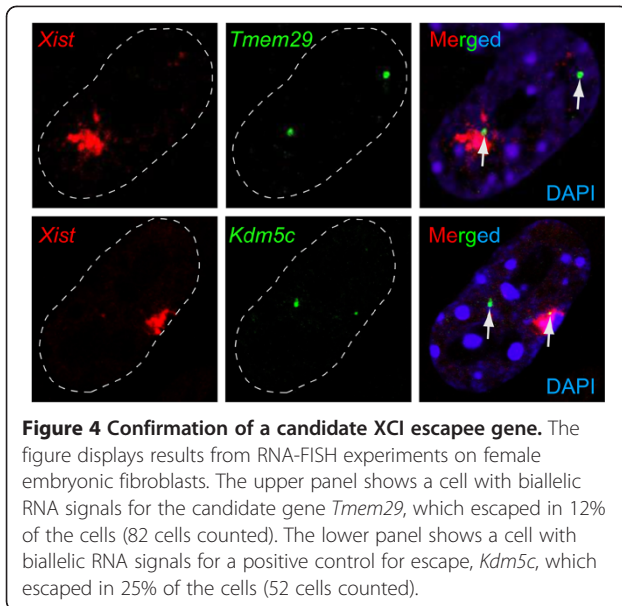 Xist Tmem29 Merged
DAPI
Xist Kdm5c Merged
DAPI
Figure 4 Confirmation of a candidate XCI escapee gene. The
figure displays results from RNA-FISH experiments on female
embryonic fibroblasts. The upper panel shows a cell with biallelic
RNA signals for the candidate gene Tmem29, which escaped in 12%
of the cells (82 cells counted). The lower panel shows a cell with
biallelic RNA signals for a positive control for escape, Kdm5c, which
escaped in 25% of the cells (52 cells counted).